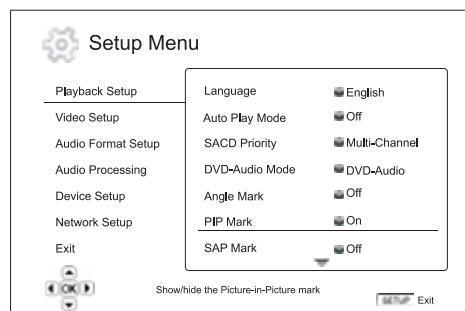 Setup Menu
Playback Setup
Video Setup
Audio Format Setup
Audio Processing
Device Setup
Network Setup
Exit
Language English
Auto Play Mode Off
SACD Priority Multi-Channel
DVD-Audio Mode DVD-Audio
Angle Mark Off
PIP Mark On
SAP Mark Off
OK
Show/hide the Picture-in-Picture mark
SETUP Exit